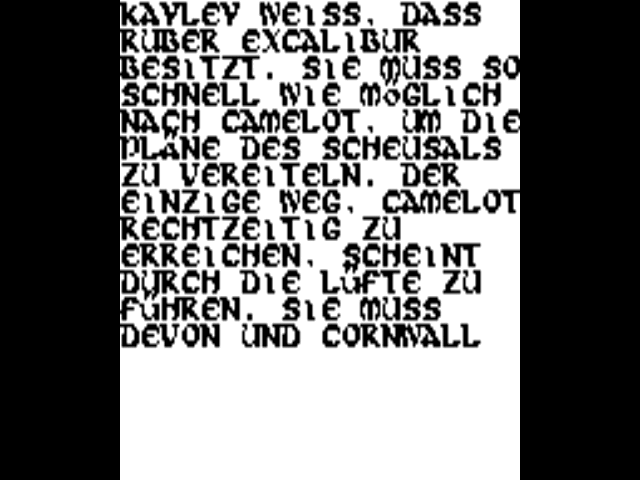 KAYLEY WEISS, DASS
RUBER EXCALIBUR
BESITZT. SIE MUSS SO
SCHNELL WIE MÖGLICH
NACH CAMELOT, UM DIE
PLÄNE DES SCHEUSALS
ZU VEREITELN. DER
EINZIGE WEG, CAMELOT
RECHTZEITIG ZU
ERREICHEN, SCHEINT
DURCH DIE LÜFTE ZU
FÜHREN. SIE MUSS
DEVON UND CORNWALL